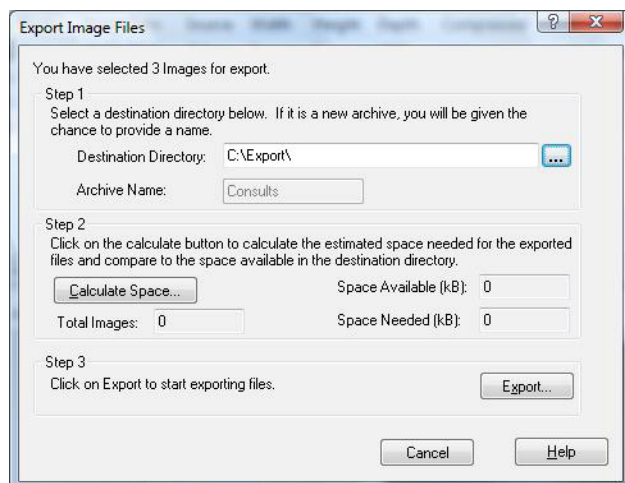 Export Image Files
You have selected 3 Images for export.
Step 1
Select a destination directory below. If it is a new archive, you will be given the
chance to provide a name.
Destination Directory: C:\Export\ ...
Archive Name: Consults
Step 2
Click on the calculate button to calculate the estimated space needed for the exported
files and compare to the space available in the destination directory.
Calculate Space... Space Available (kB): 0
Total Images: 0 Space Needed (kB): 0
Step 3
Click on Export to start exporting files.
Export...
Cancel Help